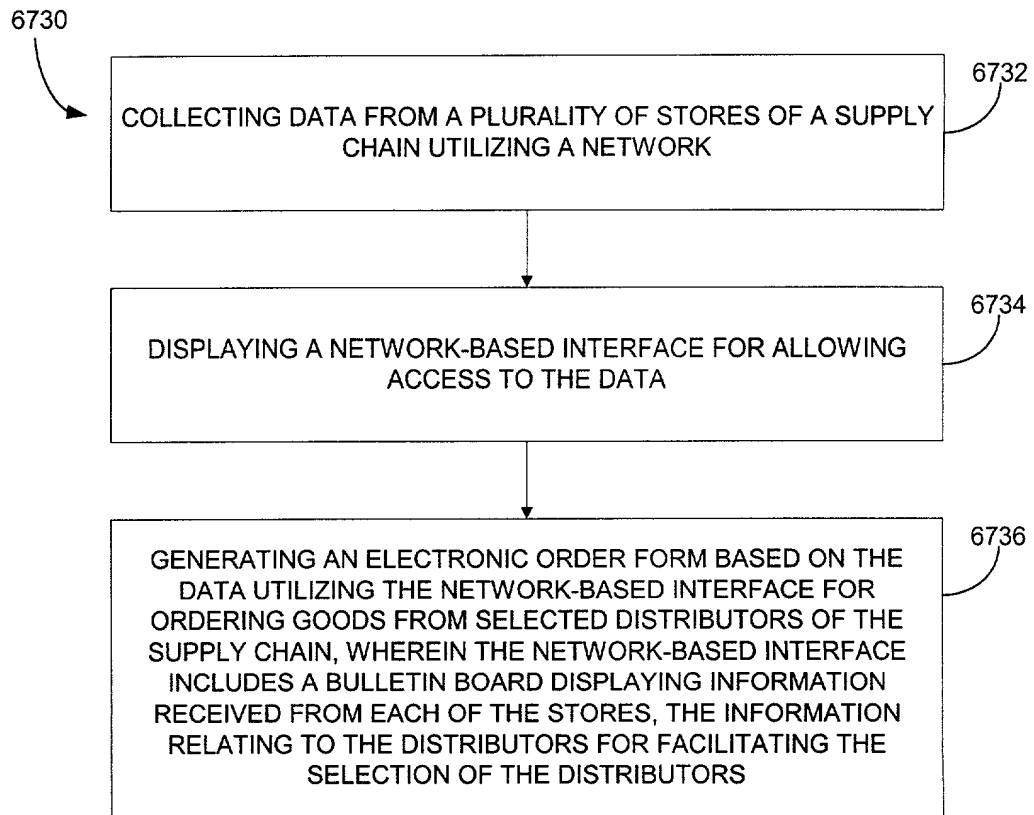 6730
6732
COLLECTING DATA FROM A PLURALITY OF STORES OF A SUPPLY
CHAIN UTILIZING A NETWORK
6734
DISPLAYING A NETWORK-BASED INTERFACE FOR ALLOWING
ACCESS TO THE DATA
6736
GENERATING AN ELECTRONIC ORDER FORM BASED ON THE
DATA UTILIZING THE NETWORK-BASED INTERFACE FOR
ORDERING GOODS FROM SELECTED DISTRIBUTORS OF THE
SUPPLY CHAIN, WHEREIN THE NETWORK-BASED INTERFACE
INCLUDES A BULLETIN BOARD DISPLAYING INFORMATION
RECEIVED FROM EACH OF THE STORES, THE INFORMATION
RELATING TO THE DISTRIBUTORS FOR FACILITATING THE
SELECTION OF THE DISTRIBUTORS